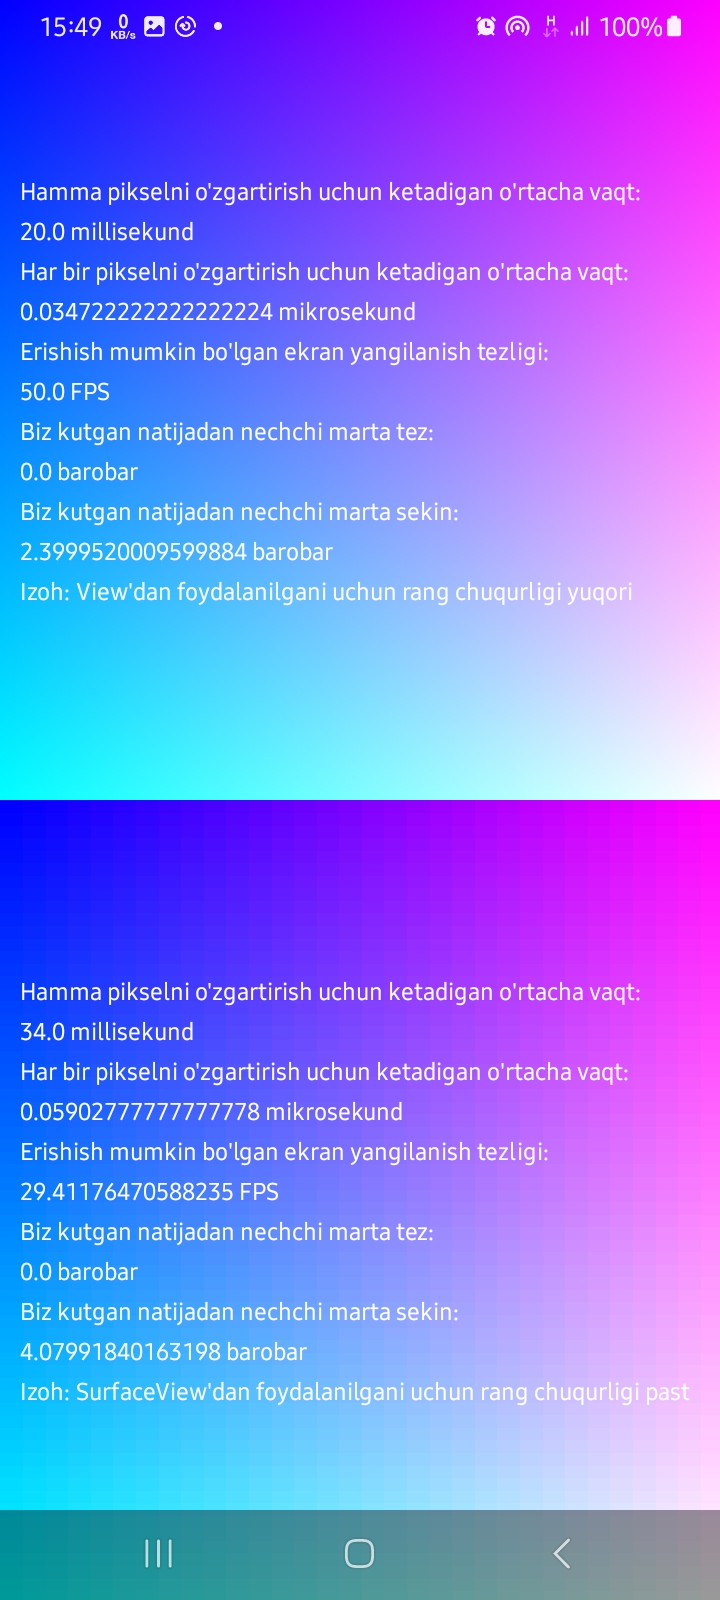 15:49 0 KB/s H 100%
Hamma pikselni o'zgartirish uchun ketadigan o'rtacha vaqt:
20.0 millisekund
Har bir pikselni o'zgartirish uchun ketadigan o'rtacha vaqt:
0.034722222222222224 mikrosekund
Erishish mumkin bo'lgan ekran yangilanish tezligi:
50.0 FPS
Biz kutgan natijadan nechchi marta tez:
0.0 barobar
Biz kutgan natijadan nechchi marta sekin:
2.3999520009599884 barobar
Izoh: View'dan foydalanilgani uchun rang chuqurligi yuqori
Hamma pikselni o'zgartirish uchun ketadigan o'rtacha vaqt:
34.0 millisekund
Har bir pikselni o'zgartirish uchun ketadigan o'rtacha vaqt:
0.05902777777777778 mikrosekund
Erishish mumkin bo'lgan ekran yangilanish tezligi:
29.41176470588235 FPS
Biz kutgan natijadan nechchi marta tez:
0.0 barobar
Biz kutgan natijadan nechchi marta sekin:
4.07991840163198 barobar
Izoh: SurfaceView'dan foydalanilgani uchun rang chuqurligi past